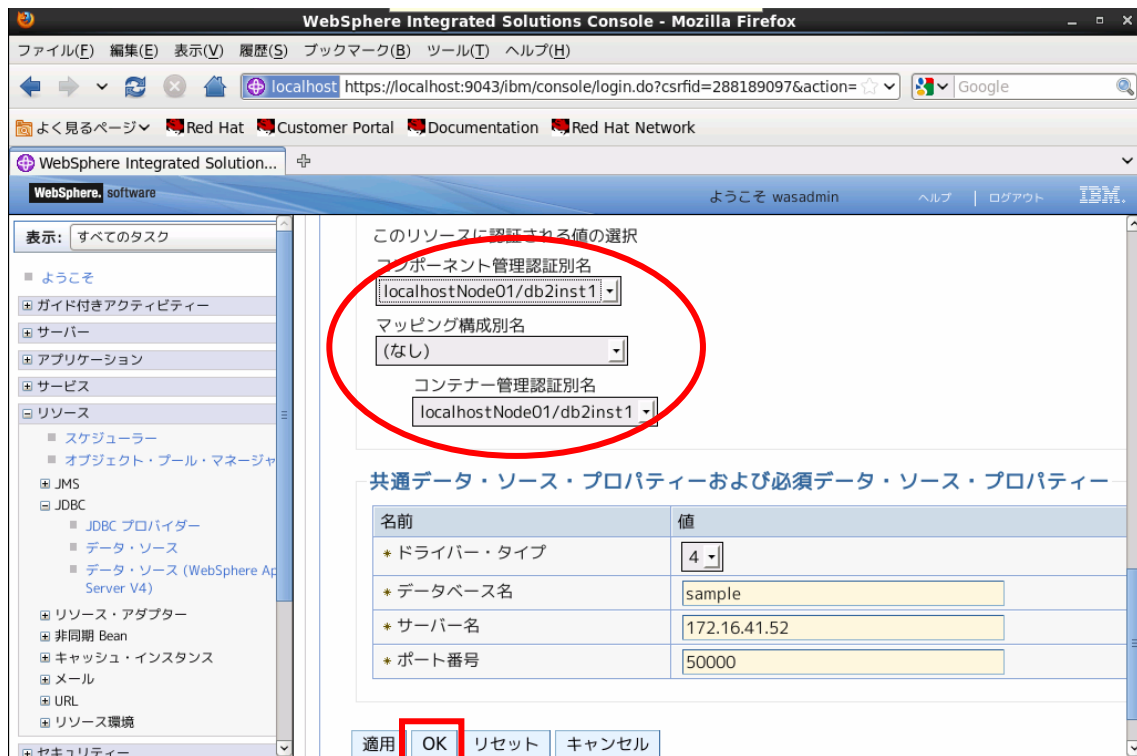 WebSphere Integrated Solutions Console - Mozilla Firefox
ファイル(F) 編集(E) 表示(V) 履歴(S) ブックマーク(B) ツール(T) ヘルプ(H)
localhost https://localhost:9043/ibm/console/login.do?csrfid=288189097&action= Google
よく見るページ Red Hat Customer Portal Documentation Red Hat Network
WebSphere Integrated Solution...
WebSphere. software ようこそ wasadmin ヘルプ | ログアウト IBM.
表示: すべてのタスク
ようこそ
ガイド付きアクティビティー
サーバー
アプリケーション
サービス
リソース
スケジューラー
オブジェクト・プール・マネージャ
JMS
JDBC
JDBC プロバイダー
データ・ソース
データ・ソース (WebSphere Ap
Server V4)
リソース・アダプター
非同期 Bean
キャッシュ・インスタンス
メール
URL
リソース環境
セキュリティー
このリソースに認証される値の選択
コンポーネント管理認証別名
localhostNode01/db2inst1
マッピング構成別名
(なし)
コンテナー管理認証別名
localhostNode01/db2inst1
共通データ・ソース・プロパティーおよび必須データ・ソース・プロパティー
名前 値
* ドライバー・タイプ 4
* データベース名 sample
* サーバー名 172.16.41.52
* ポート番号 50000
適用 OK リセット キャンセル